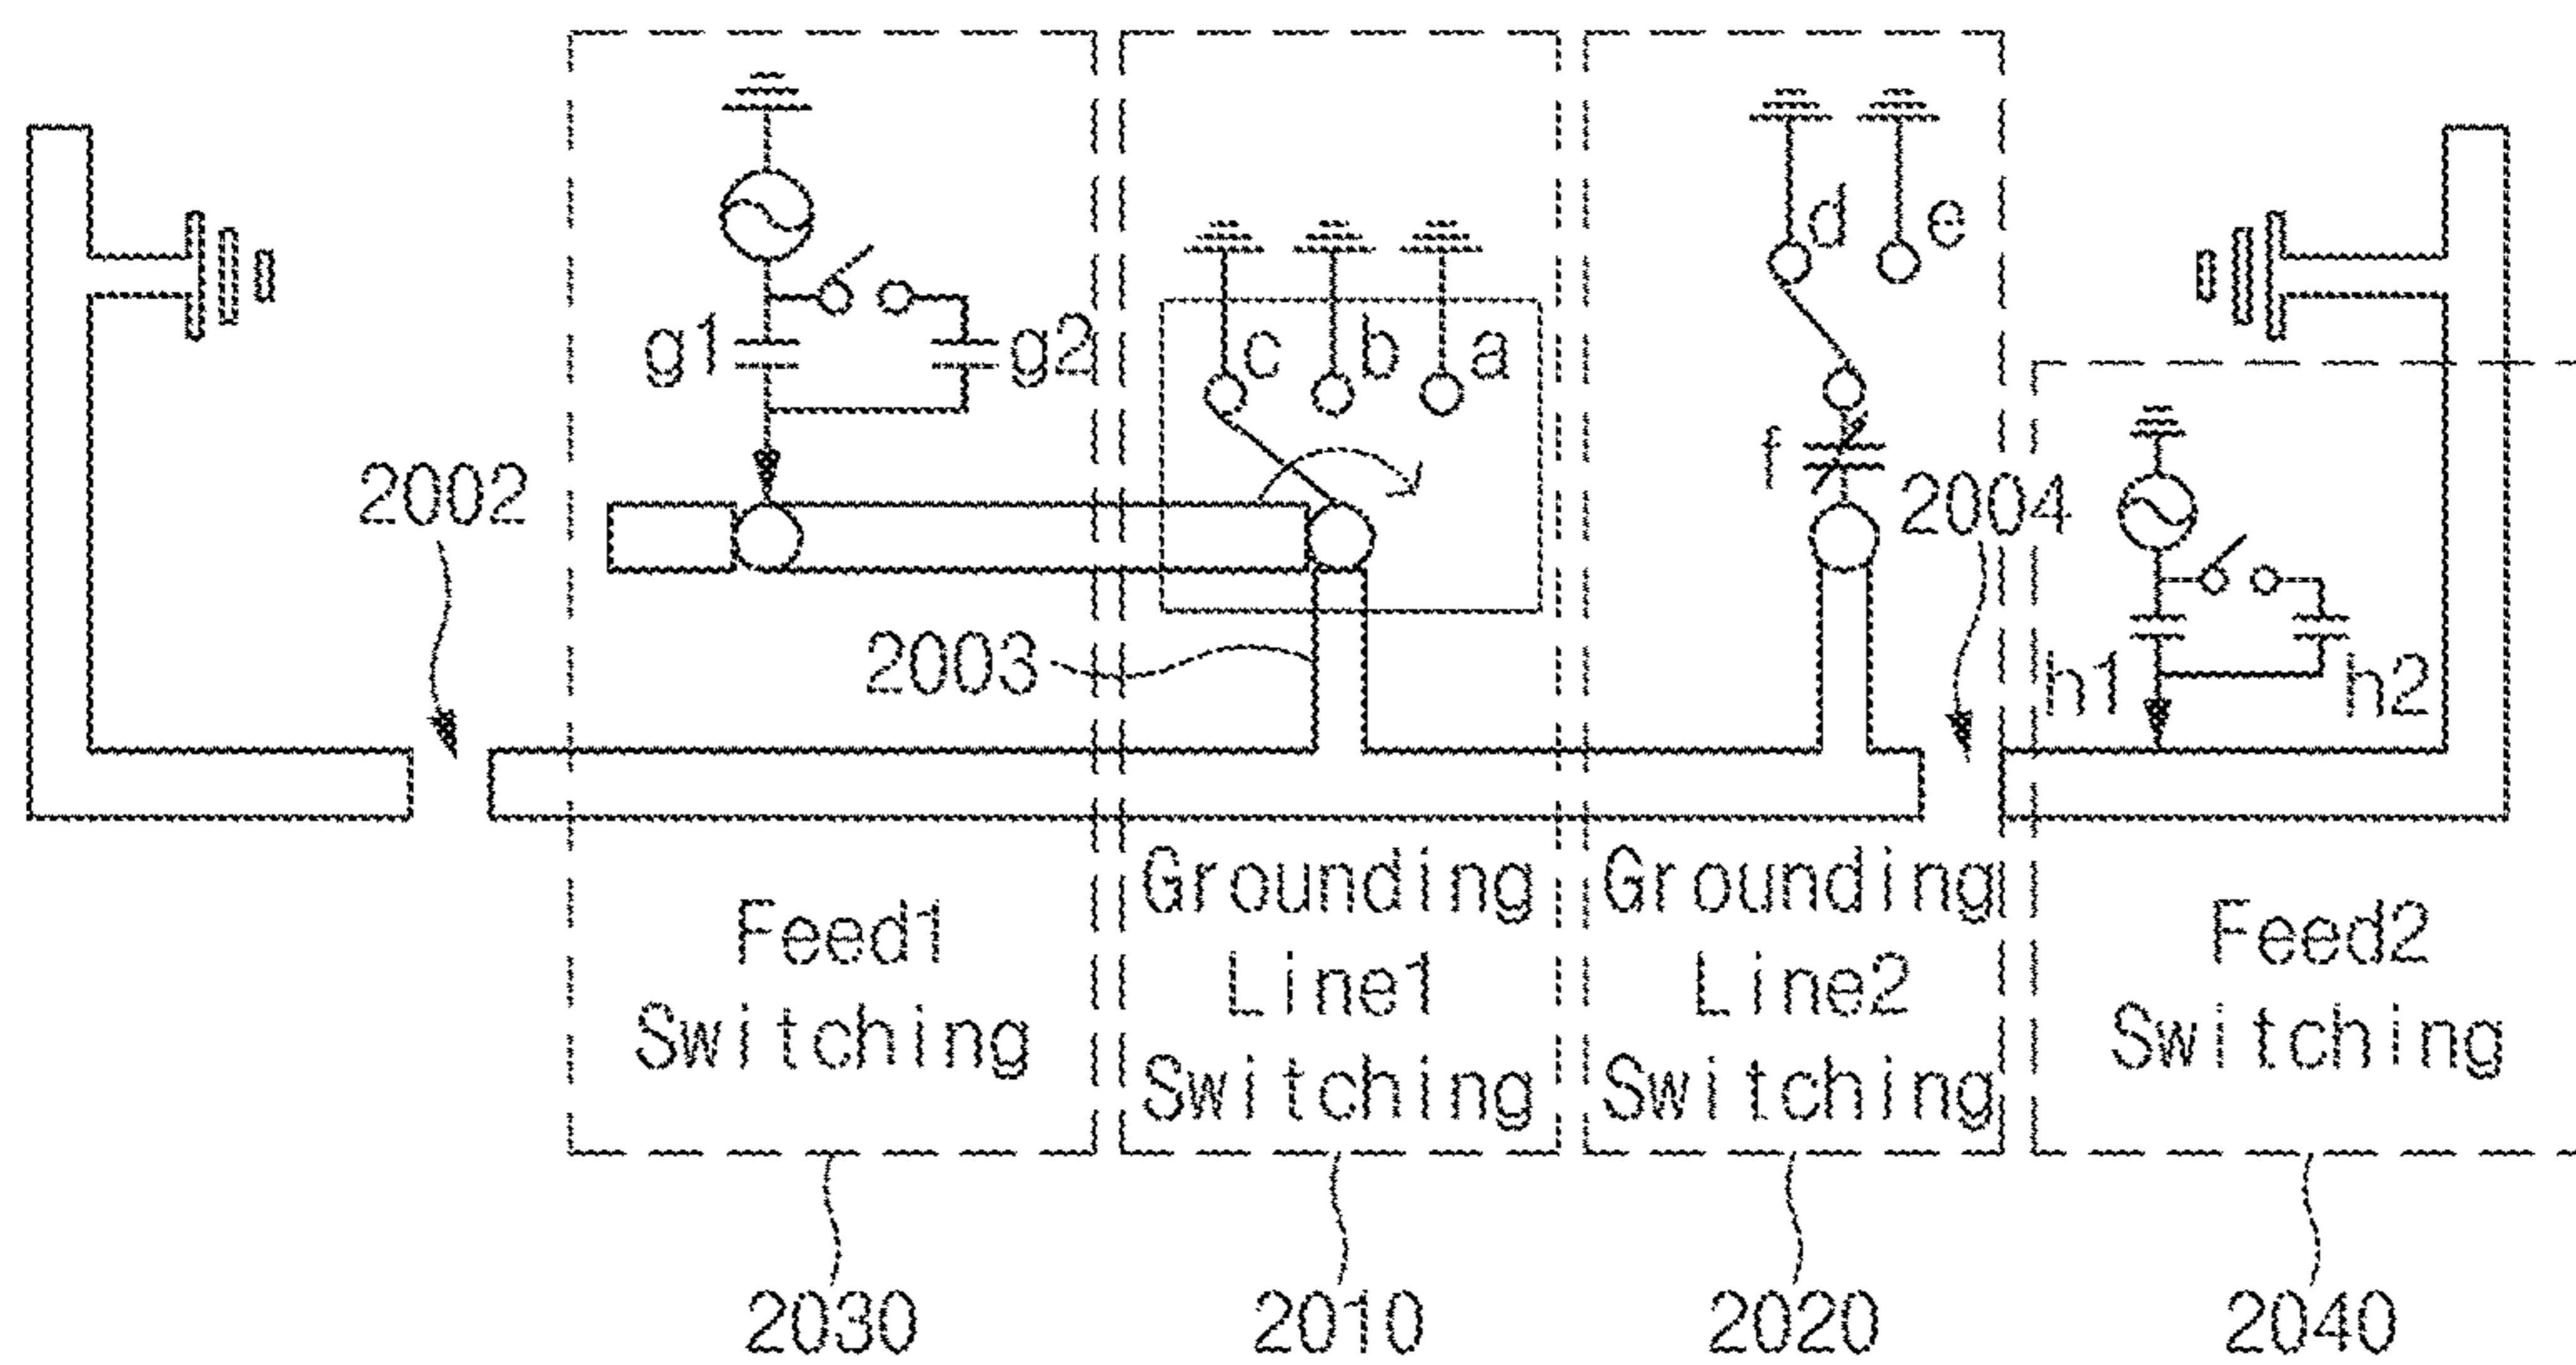 d
e
g1
g2
c
b
a
f
2002
2004
2003
h1
h2
Feed1
Switching
Grounding
Line1
Switching
Grounding
Line2
Switching
Feed2
Switching
2030
2010
2020
2040